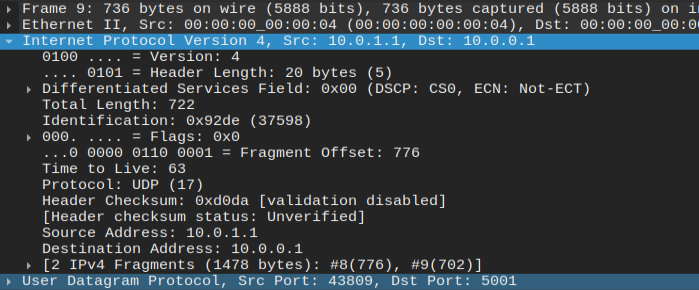 Frame 9: 736 bytes on wire (5888 bits), 736 bytes captured (5888 bits) on
Ethernet II, Src: 00:00:00_00:00:04 (00:00:00:00:00:04), Dst: 00:00:00_00:0
Internet Protocol Version 4, Src: 10.0.1.1, Dst: 10.0.0.1
0100 .... = Version: 4
.... 0101 = Header Length: 20 bytes (5)
Differentiated Services Field: 0x00 (DSCP: CS0, ECN: Not-ECT)
Total Length: 722
Identification: 0x92de (37598)
000. .... = Flags: 0x0
...0 0000 0110 0001 = Fragment Offset: 776
Time to Live: 63
Protocol: UDP (17)
Header Checksum: 0xd0da [validation disabled]
[Header checksum status: Unverified]
Source Address: 10.0.1.1
Destination Address: 10.0.0.1
[2 IPv4 Fragments (1478 bytes): #8(776), #9(702)]
User Datagram Protocol, Src Port: 43809, Dst Port: 5001